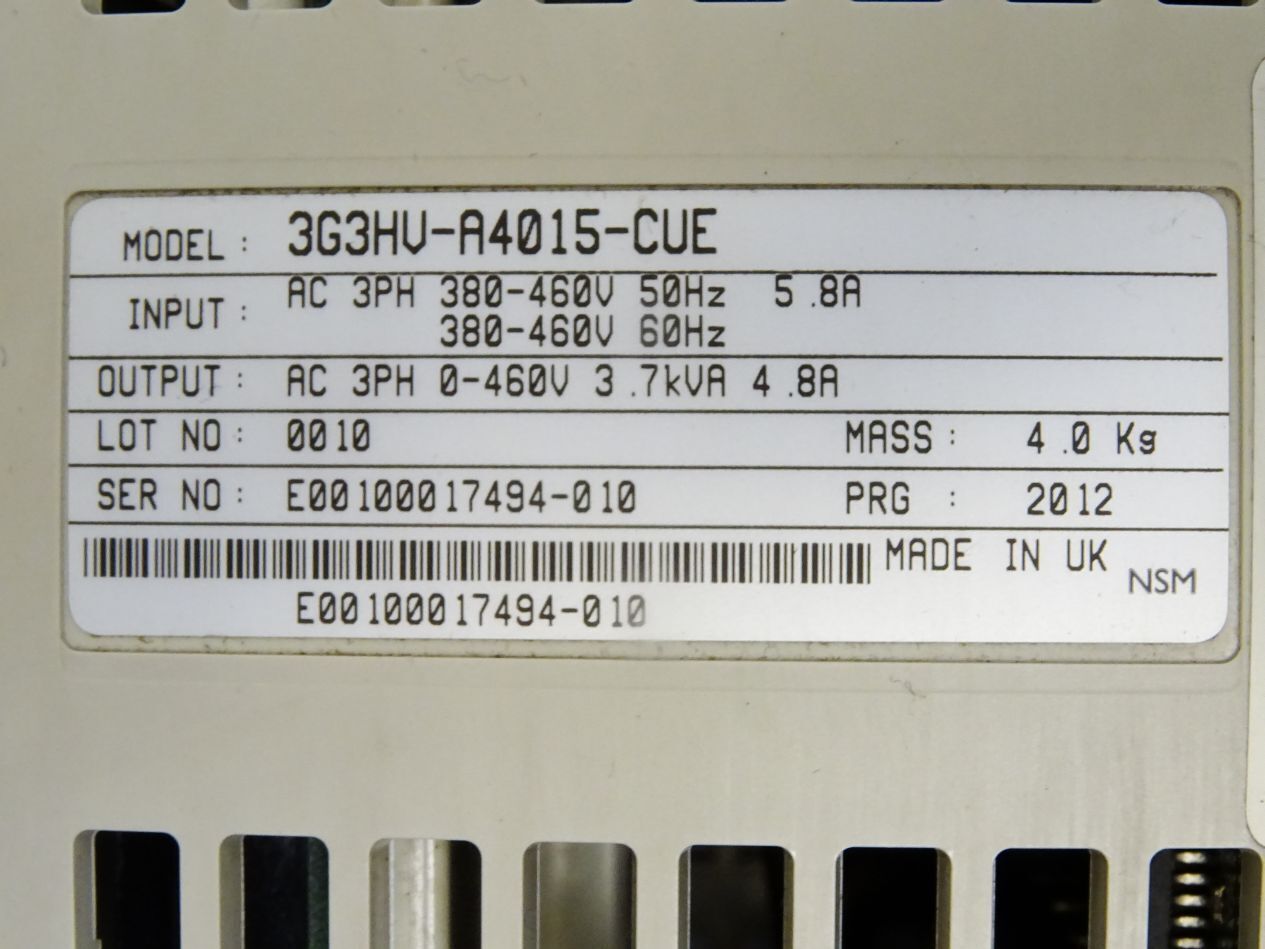 MODEL : 3G3HV-A4015-CUE
INPUT : AC 3PH 380-460V 50Hz 5.8A
380-460V 60Hz
OUTPUT : AC 3PH 0-460V 3.7kVA 4.8A
LOT NO : 0010 MASS : 4.0 Kg
SER NO : E00100017494-010 PRG : 2012
MADE IN UK NSM
E00100017494-010